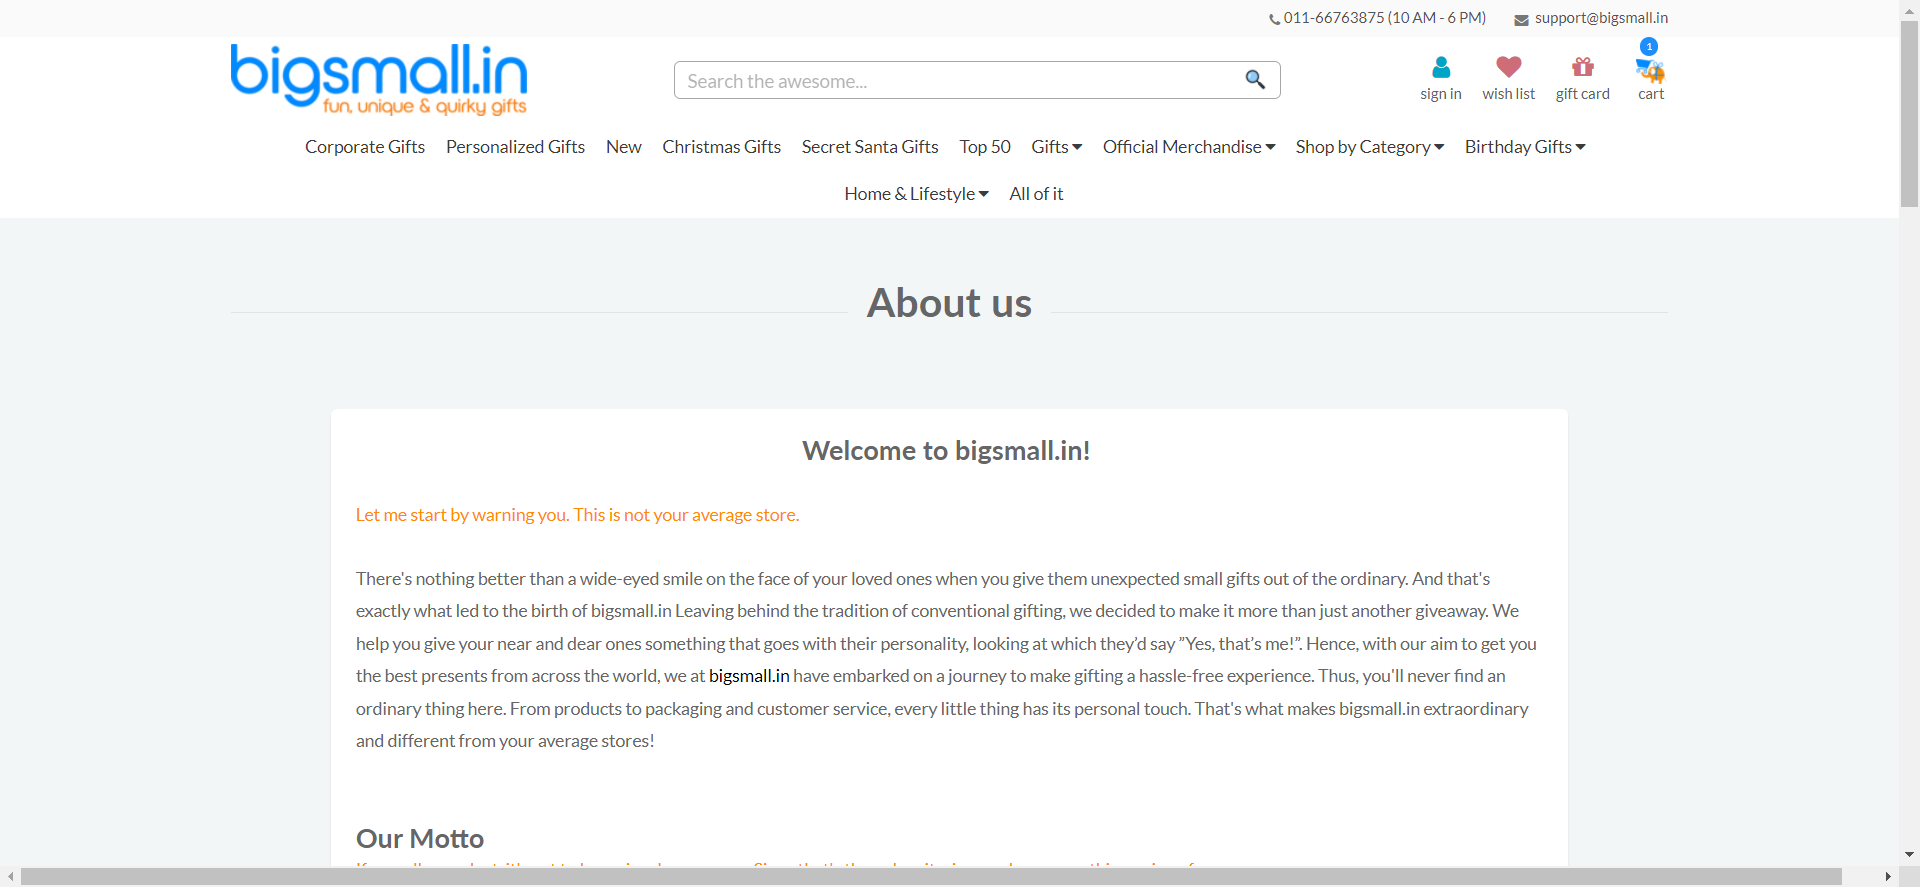 011-66763875 (10 AM - 6 PM) support@bigsmall.in
bigsmall.in
fun, unique & quirky gifts
Search the awesome...
1
sign in wish list gift card cart
Corporate Gifts Personalized Gifts New Christmas Gifts Secret Santa Gifts Top 50 Gifts Official Merchandise Shop by Category Birthday Gifts
Home & Lifestyle All of it
About us
Welcome to bigsmall.in!
Let me start by warning you. This is not your average store.
There's nothing better than a wide-eyed smile on the face of your loved ones when you give them unexpected small gifts out of the ordinary. And that's
exactly what led to the birth of bigsmall.in Leaving behind the tradition of conventional gifting, we decided to make it more than just another giveaway. We
help you give your near and dear ones something that goes with their personality, looking at which they’d say ”Yes, that’s me!”. Hence, with our aim to get you
the best presents from across the world, we at bigsmall.in have embarked on a journey to make gifting a hassle-free experience. Thus, you'll never find an
ordinary thing here. From products to packaging and customer service, every little thing has its personal touch. That's what makes bigsmall.in extraordinary
and different from your average stores!
Our Motto